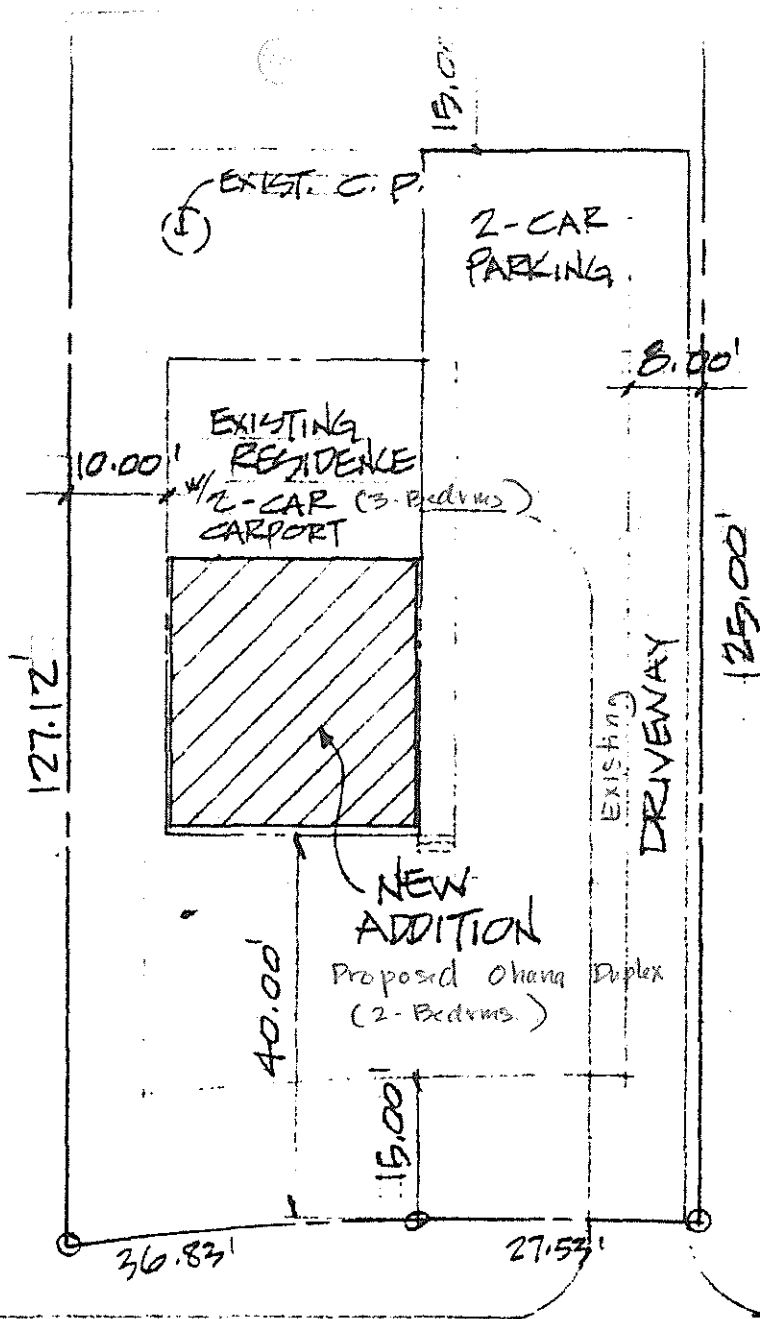 15.0'
EXIST. C.P.
2-CAR
PARKING
8.00'
EXISTING
RESIDENCE
W/
2-CAR (3-Bedrms)
CARPORT
10.00'
125.00'
127.12'
Existing
DRIVEWAY
NEW
ADDITION
Proposed Ohana Duplex
(2-Bedrms.)
40.00'
15.00'
36.83'
27.53'